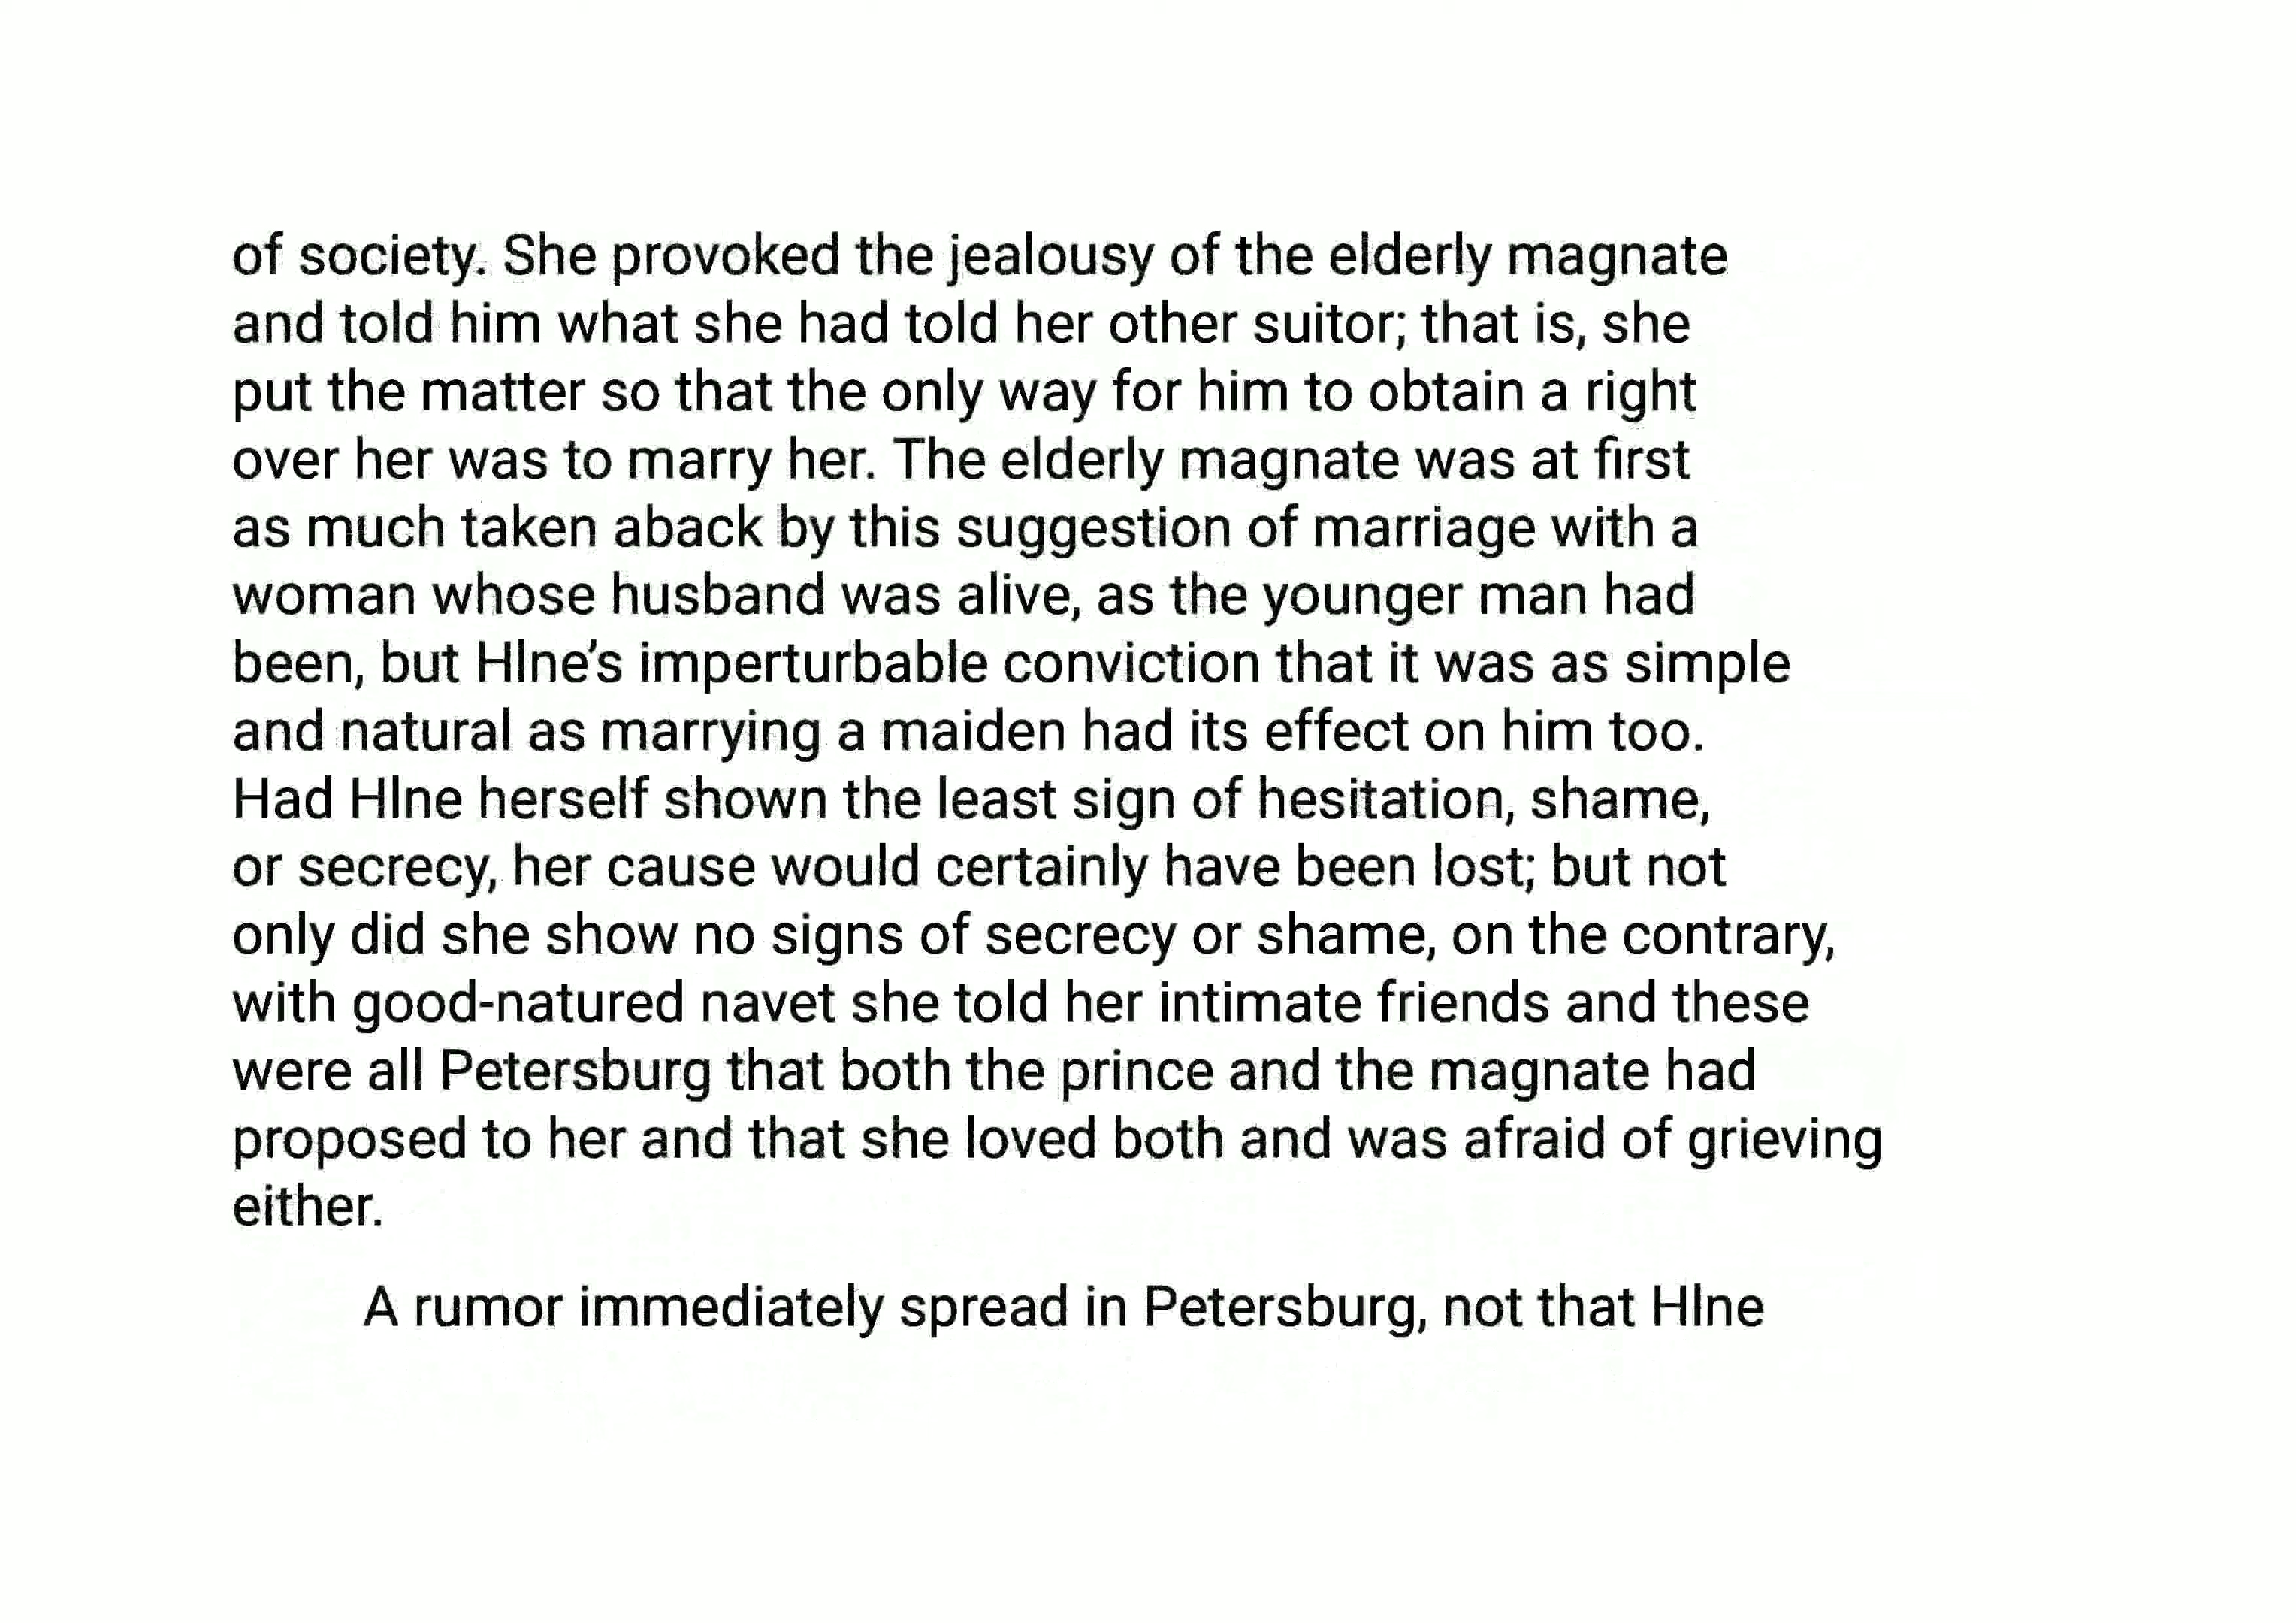 of society. She provoked the jealousy of the elderly magnate
and told him what she had told her other suitor; that is, she
put the matter so that the only way for him to obtain a right
over her was to marry her. The elderly magnate was at first
as much taken aback by this suggestion of marriage with a
woman whose husband was alive, as the younger man had
been, but Hlne’s imperturbable conviction that it was as simple
and natural as marrying a maiden had its effect on him too.
Had Hlne herself shown the least sign of hesitation, shame,
or secrecy, her cause would certainly have been lost; but not
only did she show no signs of secrecy or shame, on the contrary,
with good-natured navet she told her intimate friends and these
were all Petersburg that both the prince and the magnate had
proposed to her and that she loved both and was afraid of grieving
either.
A rumor immediately spread in Petersburg, not that Hlne